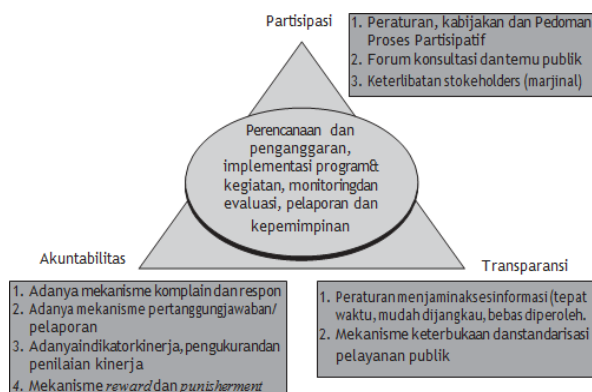 Partisipasi
1. Peraturan, kabijakan dan Pedoman
Proses Partisipatif
2. Forum konsultasi dan temu publik
3. Keterlibatan stokeholders (marjinal)
Perencanaan dan
penganggaran,
implementasi program&
kegiatan, monitoringdan
evaluasi, pelaporan dan
kepemimpinan
Akuntabilitas
1. Adanya mekanisme komplain dan respon
2. Adanya mekanisme pertanggungjawaban/
pelaporan
3. Adanyaindikatorkinerja, pengukurandan
penilaian kinerja
4. Mekanisme reward dan punisherment
Transparansi
1. Peraturan menjaminaksesinformasi (tepat
waktu, mudah dijangkau, bebas diperoleh.
2. Mekanisme keterbukaan danstandarisasi
pelayanan publik